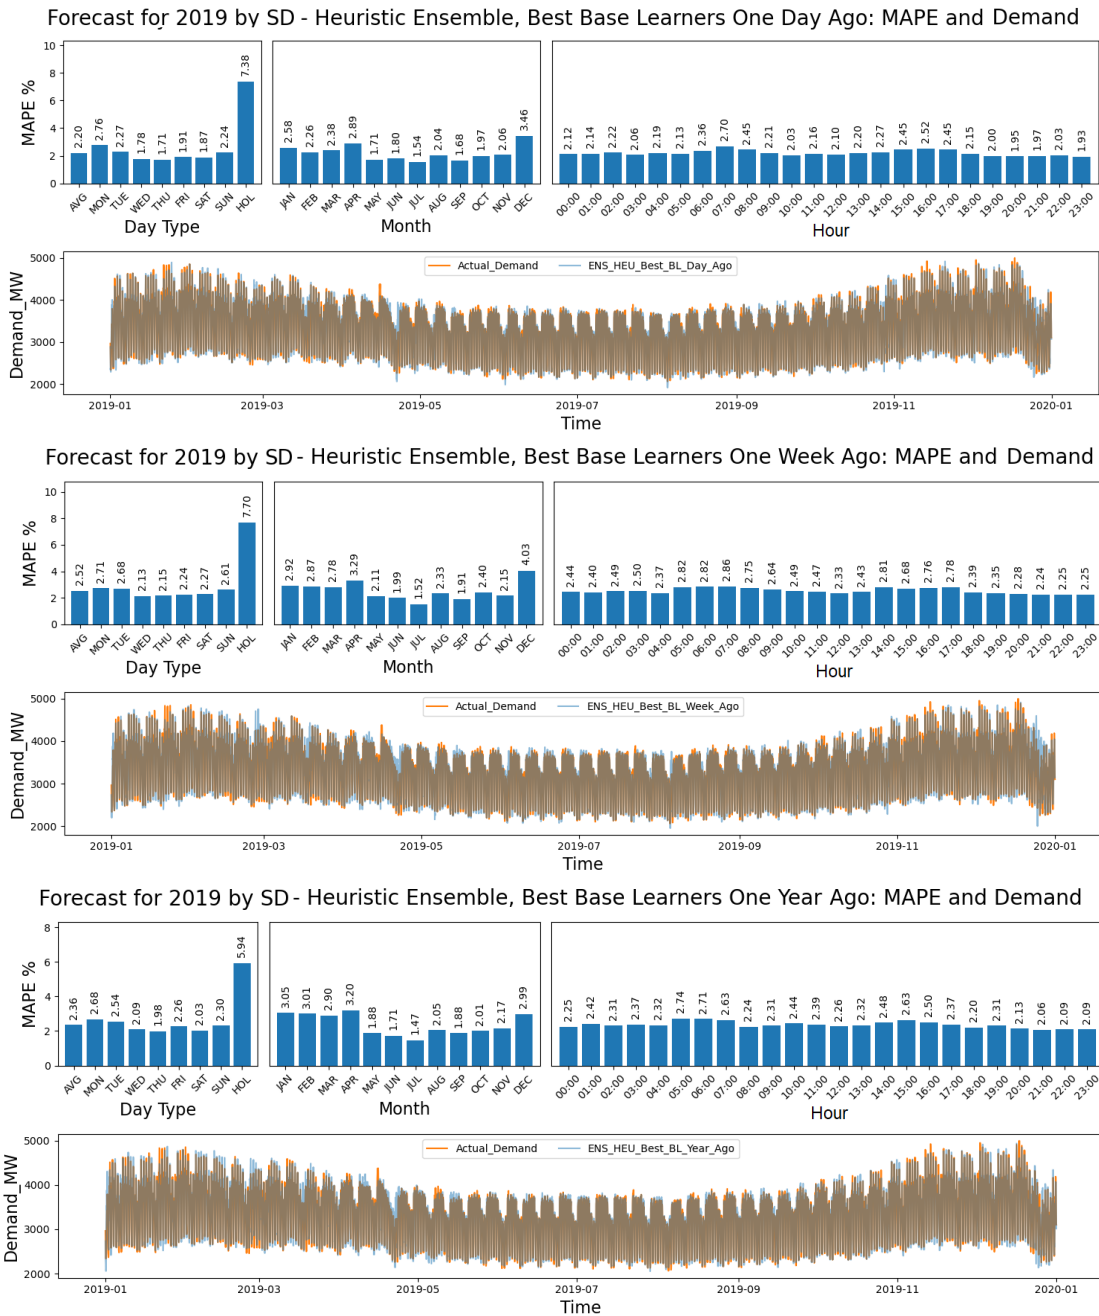 Forecast for 2019 by SD - Heuristic Ensemble, Best Base Learners One Day Ago: MAPE and Demand
MAPE %
10
8
6
4
2
0
2.20 2.76 2.27 1.78 1.71 1.91 1.87 2.24 7.38
AVG MON TUE WED THU FRI SAT SUN HOL
Day Type
2.58 2.26 2.38 2.89 1.71 1.80 1.54 2.04 1.68 1.97 2.06 3.46
JAN FEB MAR APR MAY JUN JUL AUG SEP OCT NOV DEC
Month
2.12 2.14 2.22 2.06 2.19 2.13 2.36 2.70 2.45 2.21 2.03 2.16 2.10 2.20 2.27 2.45 2.52 2.45 2.15 2.00 1.95 1.97 2.03 1.93
00:00 01:00 02:00 03:00 04:00 05:00 06:00 07:00 08:00 09:00 10:00 11:00 12:00 13:00 14:00 15:00 16:00 17:00 18:00 19:00 20:00 21:00 22:00 23:00
Hour
Demand_MW
5000
4000
3000
2000
Actual_Demand ENS_HEU_Best_BL_Day_Ago
2019-01 2019-03 2019-05 2019-07 2019-09 2019-11 2020-01
Time
Forecast for 2019 by SD - Heuristic Ensemble, Best Base Learners One Week Ago: MAPE and Demand
MAPE %
10
8
6
4
2
0
2.52 2.71 2.68 2.13 2.15 2.24 2.27 2.61 7.70
AVG MON TUE WED THU FRI SAT SUN HOL
Day Type
2.92 2.87 2.78 3.29 2.11 1.99 1.52 2.33 1.91 2.40 2.15 4.03
JAN FEB MAR APR MAY JUN JUL AUG SEP OCT NOV DEC
Month
2.44 2.40 2.49 2.50 2.37 2.82 2.82 2.86 2.75 2.64 2.49 2.47 2.33 2.43 2.81 2.68 2.76 2.78 2.39 2.35 2.28 2.24 2.25 2.25
00:00 01:00 02:00 03:00 04:00 05:00 06:00 07:00 08:00 09:00 10:00 11:00 12:00 13:00 14:00 15:00 16:00 17:00 18:00 19:00 20:00 21:00 22:00 23:00
Hour
Demand_MW
5000
4000
3000
2000
Actual_Demand ENS_HEU_Best_BL_Week_Ago
2019-01 2019-03 2019-05 2019-07 2019-09 2019-11 2020-01
Time
Forecast for 2019 by SD - Heuristic Ensemble, Best Base Learners One Year Ago: MAPE and Demand
MAPE %
8
6
4
2
0
2.36 2.68 2.54 2.09 1.98 2.26 2.03 2.30 5.94
AVG MON TUE WED THU FRI SAT SUN HOL
Day Type
3.05 3.01 2.90 3.20 1.88 1.71 1.47 2.05 1.88 2.01 2.17 2.99
JAN FEB MAR APR MAY JUN JUL AUG SEP OCT NOV DEC
Month
2.25 2.42 2.31 2.37 2.32 2.74 2.71 2.63 2.24 2.31 2.44 2.39 2.26 2.32 2.48 2.63 2.50 2.37 2.20 2.31 2.13 2.06 2.09 2.09
00:00 01:00 02:00 03:00 04:00 05:00 06:00 07:00 08:00 09:00 10:00 11:00 12:00 13:00 14:00 15:00 16:00 17:00 18:00 19:00 20:00 21:00 22:00 23:00
Hour
Demand_MW
5000
4000
3000
2000
Actual_Demand ENS_HEU_Best_BL_Year_Ago
2019-01 2019-03 2019-05 2019-07 2019-09 2019-11 2020-01
Time